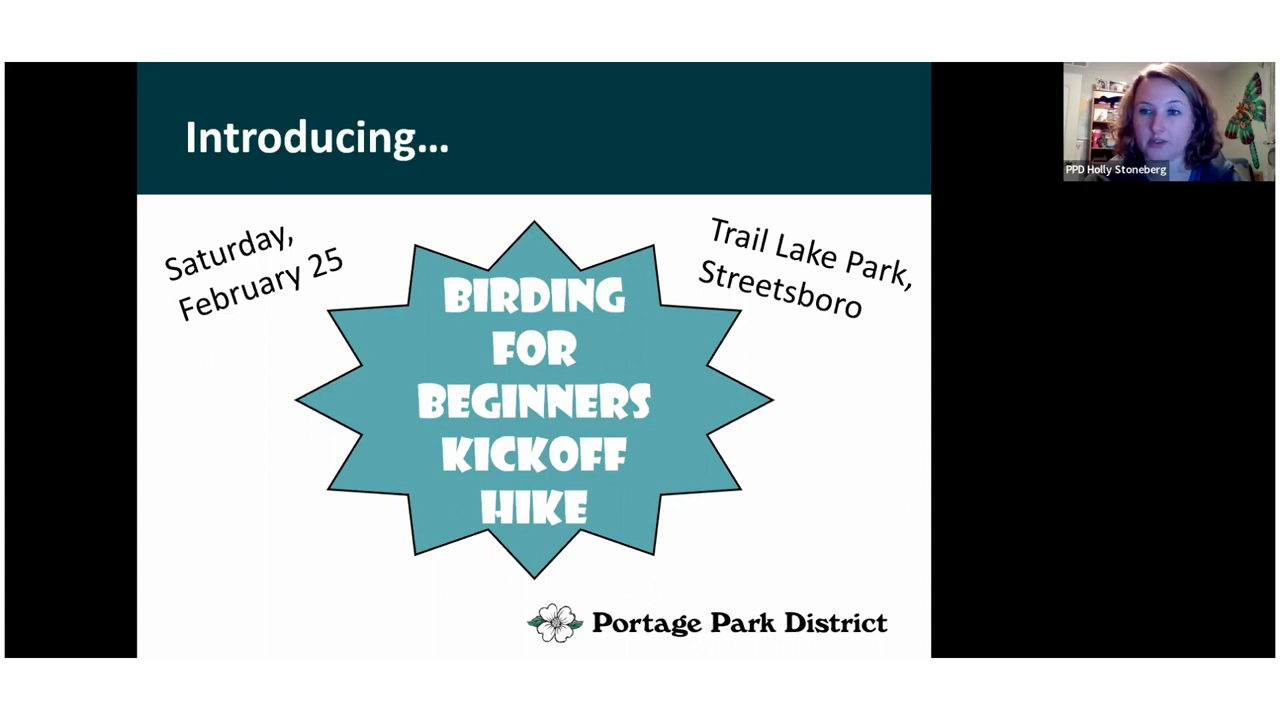 Introducing...
Saturday,
February 25
Trail Lake Park,
Streetsboro
BIRDING
FOR
BEGINNERS
KICKOFF
HIKE
Portage Park District
PPD Holly Stoneberg